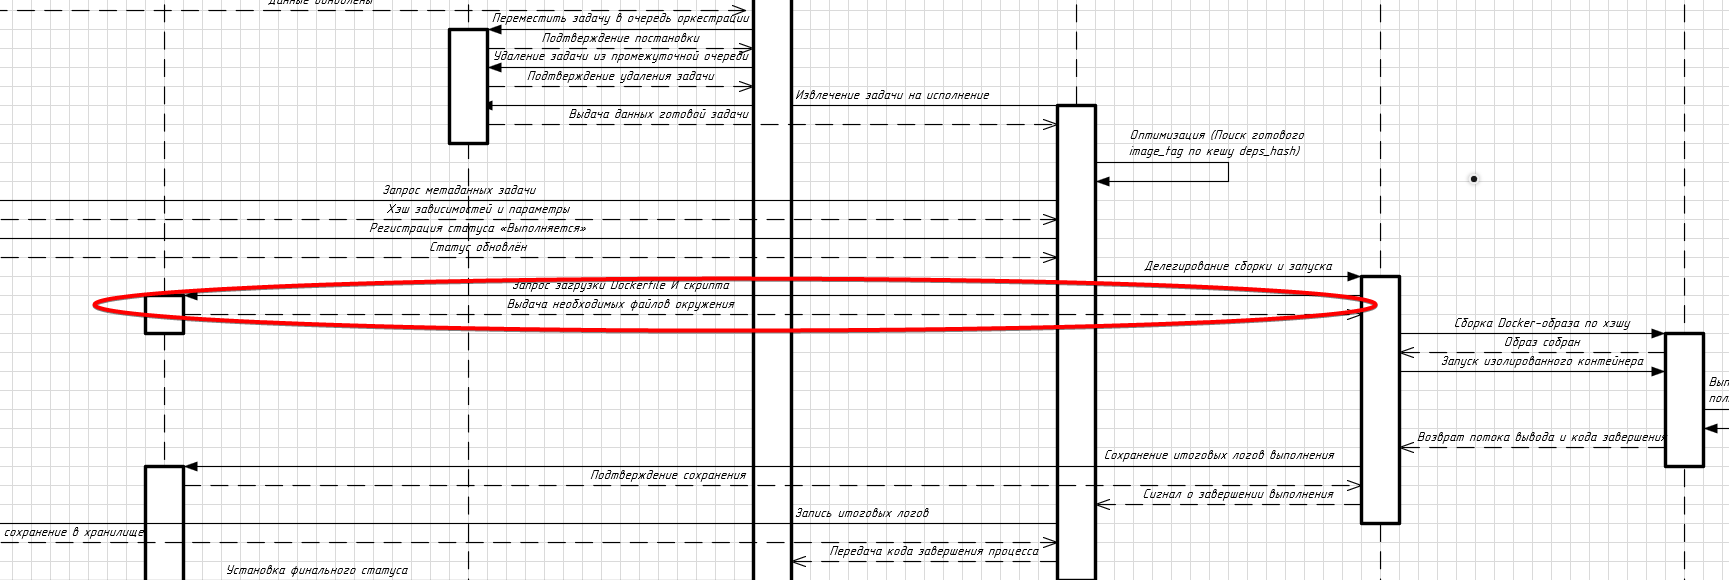 Данные обновлены
Переместить задачу в очередь оркестрации
Подтверждение постановки
Удаление задачи из промежуточной очереди
Подтверждение удаления задачи
Извлечение задачи на исполнение
Выдача данных готовой задачи
Оптимизация (Поиск готового
image_tag по кешу deps_hash)
Запрос метаданных задачи
Хэш зависимостей и параметры
Регистрация статуса «Выполняется»
Статус обновлён
Делегирование сборки и запуска
Запрос загрузки Dockerfile И скрипта
Выдача необходимых файлов окружения
Сборка Docker-образа по хэшу
Образ собран
Запуск изолированного контейнера
Вып
пол
Возврат потока вывода и кода завершения
Сохранение итоговых логов выполнения
Подтверждение сохранения
Сигнал о завершении выполнения
Запись итоговых логов
сохранение в хранилище
Передача кода завершения процесса
Установка финального статуса